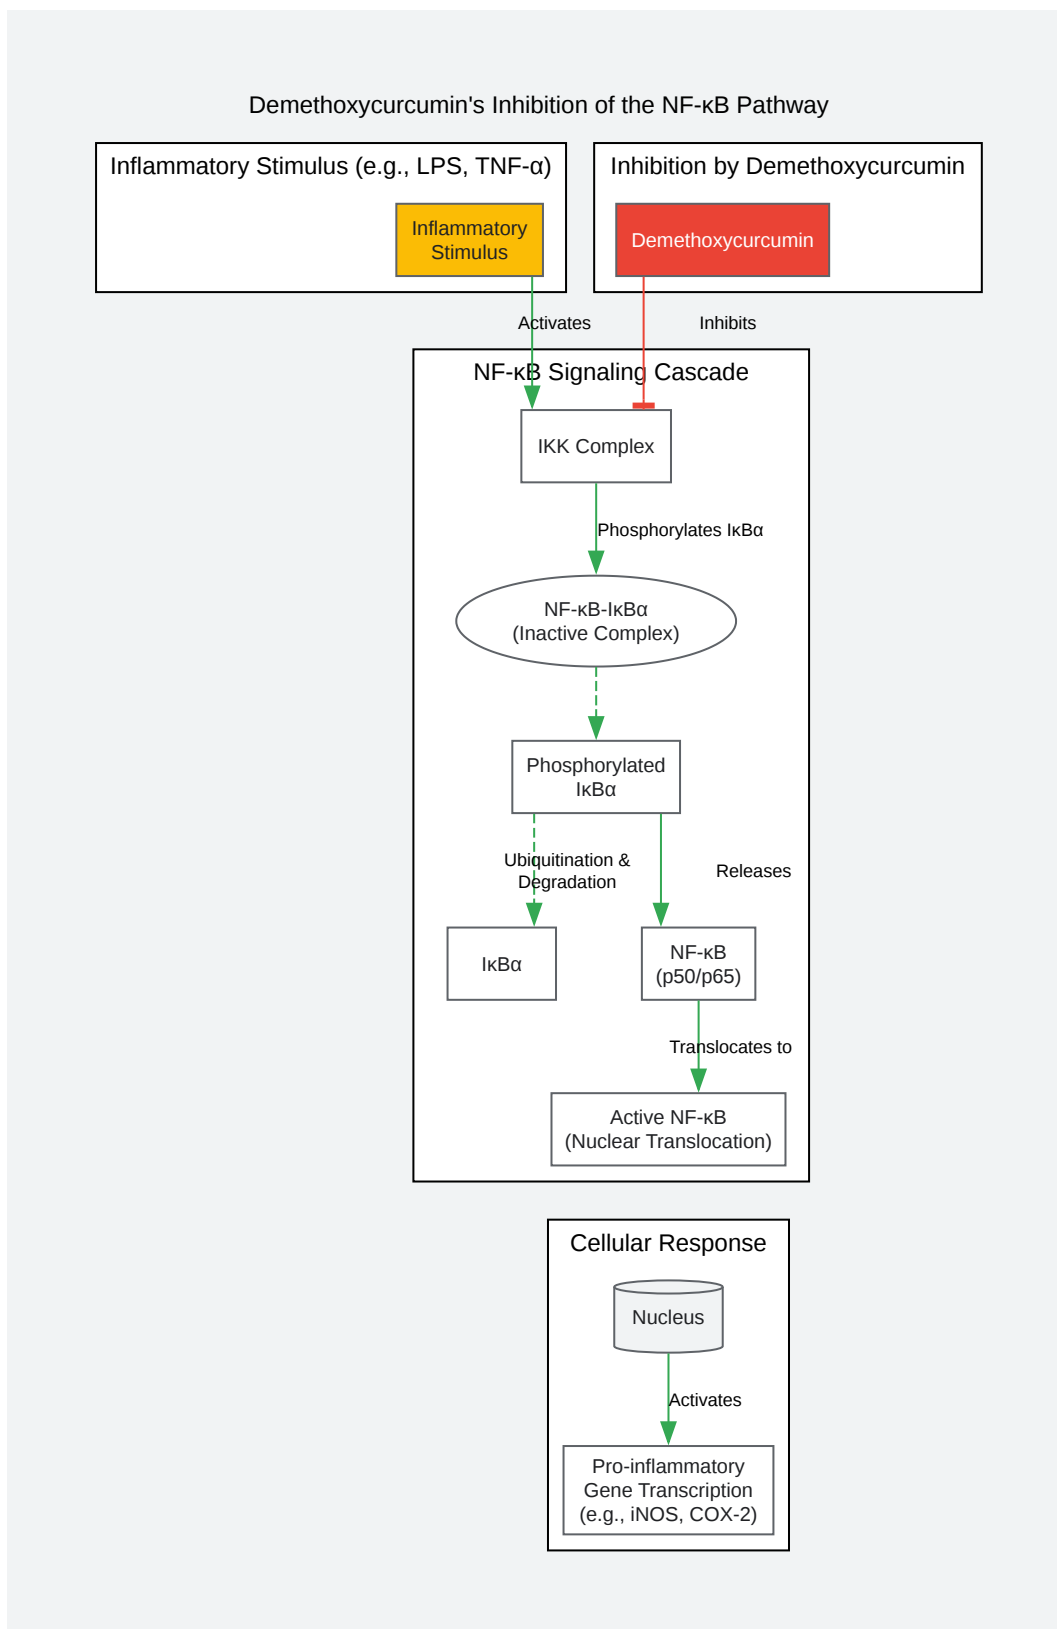 Demethoxycurcumin's Inhibition of the NF-κB Pathway
Inflammatory Stimulus (e.g., LPS, TNF-α)
Inflammatory
Stimulus
Inhibition by Demethoxycurcumin
Demethoxycurcumin
Activates
Inhibits
NF-κB Signaling Cascade
IKK Complex
Phosphorylates IκBα
NF-κB-IκBα
(Inactive Complex)
Phosphorylated
IκBα
Ubiquitination &
Degradation
Releases
IκBα
NF-κB
(p50/p65)
Translocates to
Active NF-κB
(Nuclear Translocation)
Cellular Response
Nucleus
Activates
Pro-inflammatory
Gene Transcription
(e.g., iNOS, COX-2)